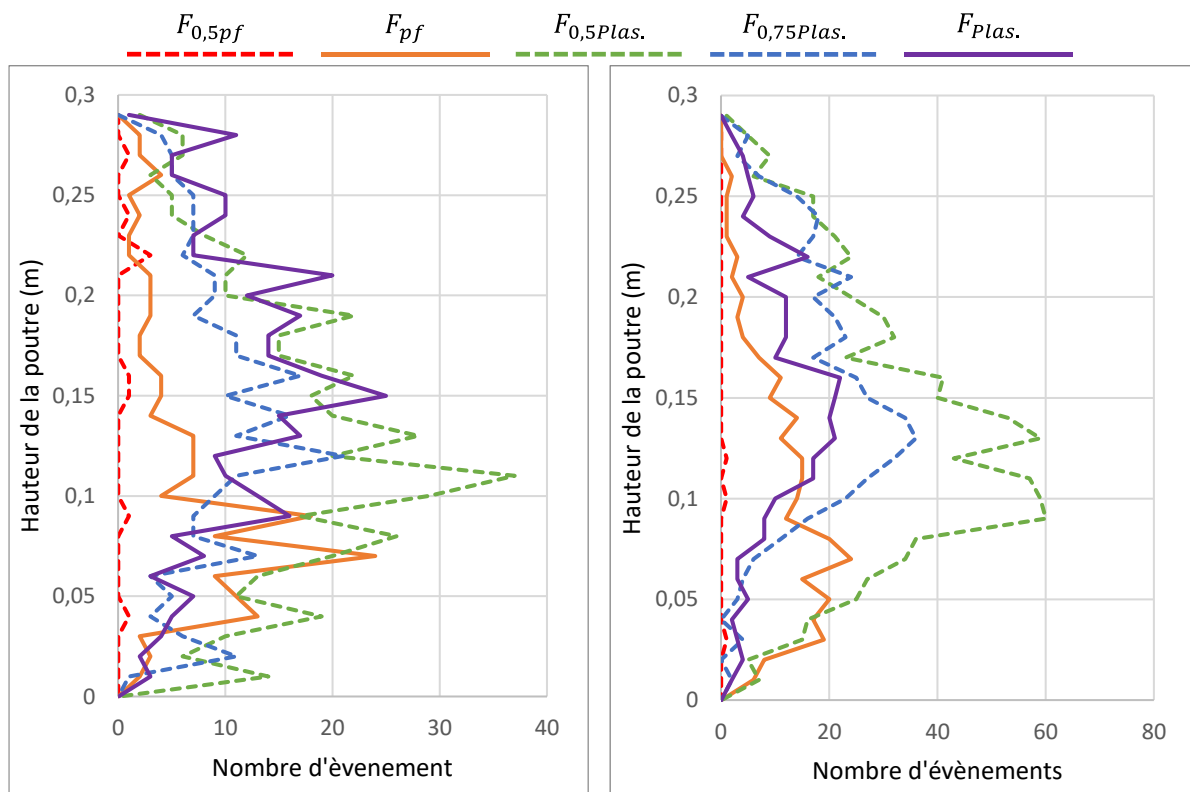 F0,5pf Fpf F0,5Plas. F0,75Plas. FPlas.
0,3
0,25
0,2
0,15
0,1
0,05
0
Hauteur de la poutre (m)
0 10 20 30 40
Nombre d'èvenement
0,3
0,25
0,2
0,15
0,1
0,05
0
Hauteur de la poutre (m)
0 20 40 60 80
Nombre d'évènements